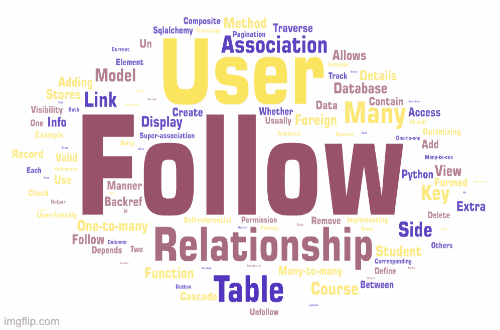 Composite Method Traverse
Sqlalchemy Pagination
Un User Association Allows
Element Track Details
Model Database
Adding
Stores Link Create Whether Data Many Contain Access
Visibility Display Usually Foreign
One Info Super-association Optimizing
Example One-to-one Add
Record Valid Many-to-one
Each Follow Python View
Use Manner Formed
Check Backref Key Extra
Helper
User-friendly Self-referential Permission Remove Implementing Delete
One-to-many Side
Follow Columns Relationship Student Others
Depends Two Corresponding
Function Many-to-many Define
Cascade Button Table Course Between
Unfollow
imgflip.com